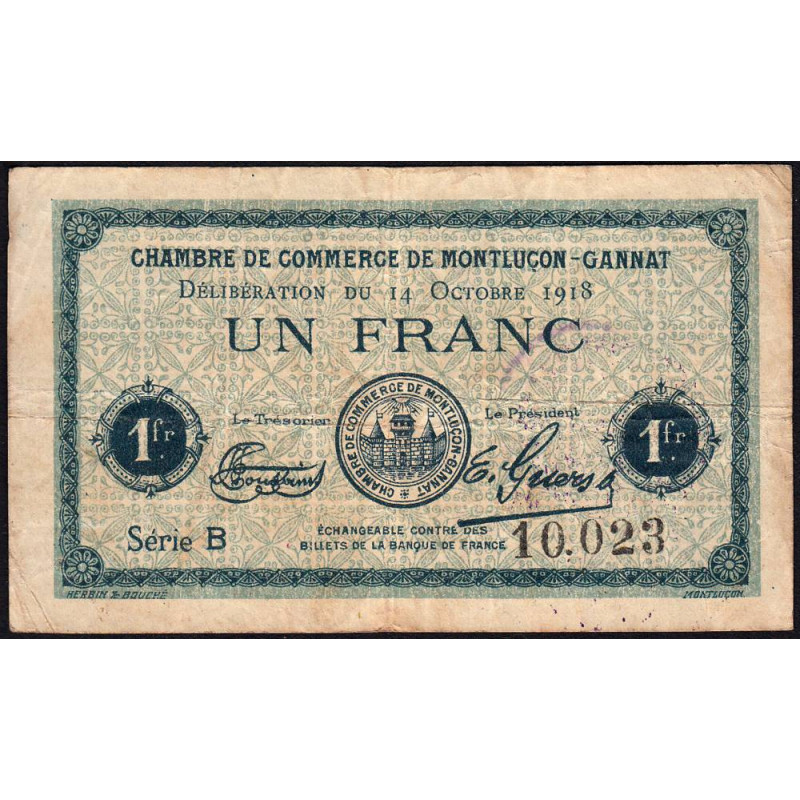 CHAMBRE DE COMMERCE DE MONTLUÇON-GANNAT
DÉLIBÉRATION DU 14 OCTOBRE 1918
UN FRANC
1fr
Le Trésorier
CHAMBRE DE COMMERCE DE MONTLUÇON-GANNAT
Le Président
1fr
Série B
ÉCHANGEABLE CONTRE DES
BILLETS DE LA BANQUE DE FRANCE
10.023
HERBIN & BOUCHÉ
MONTLUÇON